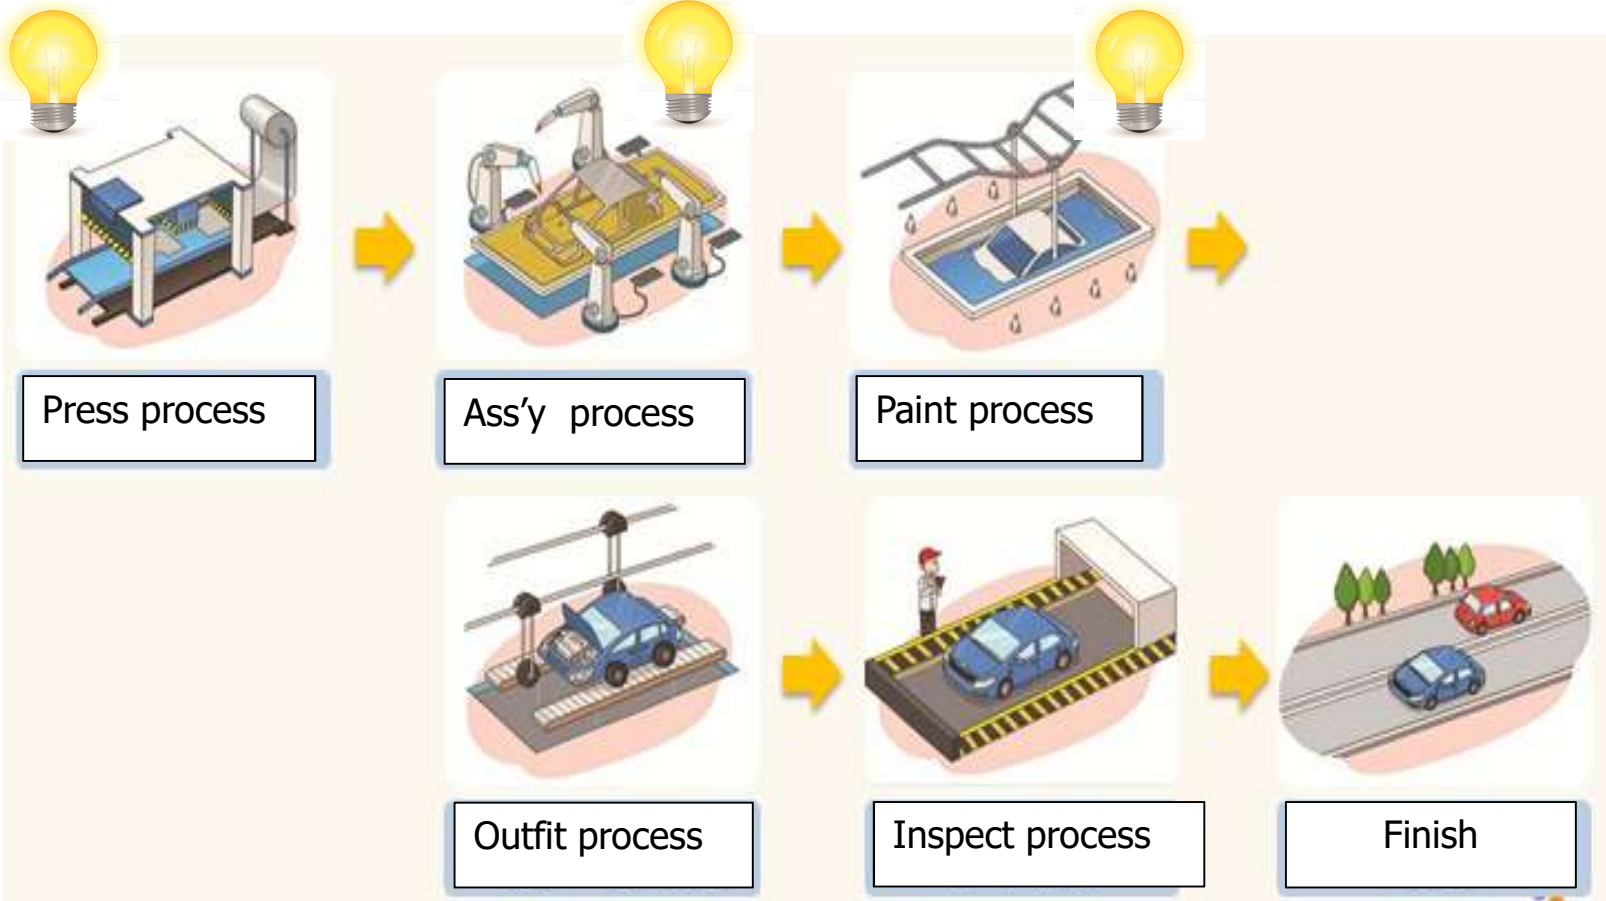 Press process
Ass’y process
Paint process
Outfit process
Inspect process
Finish